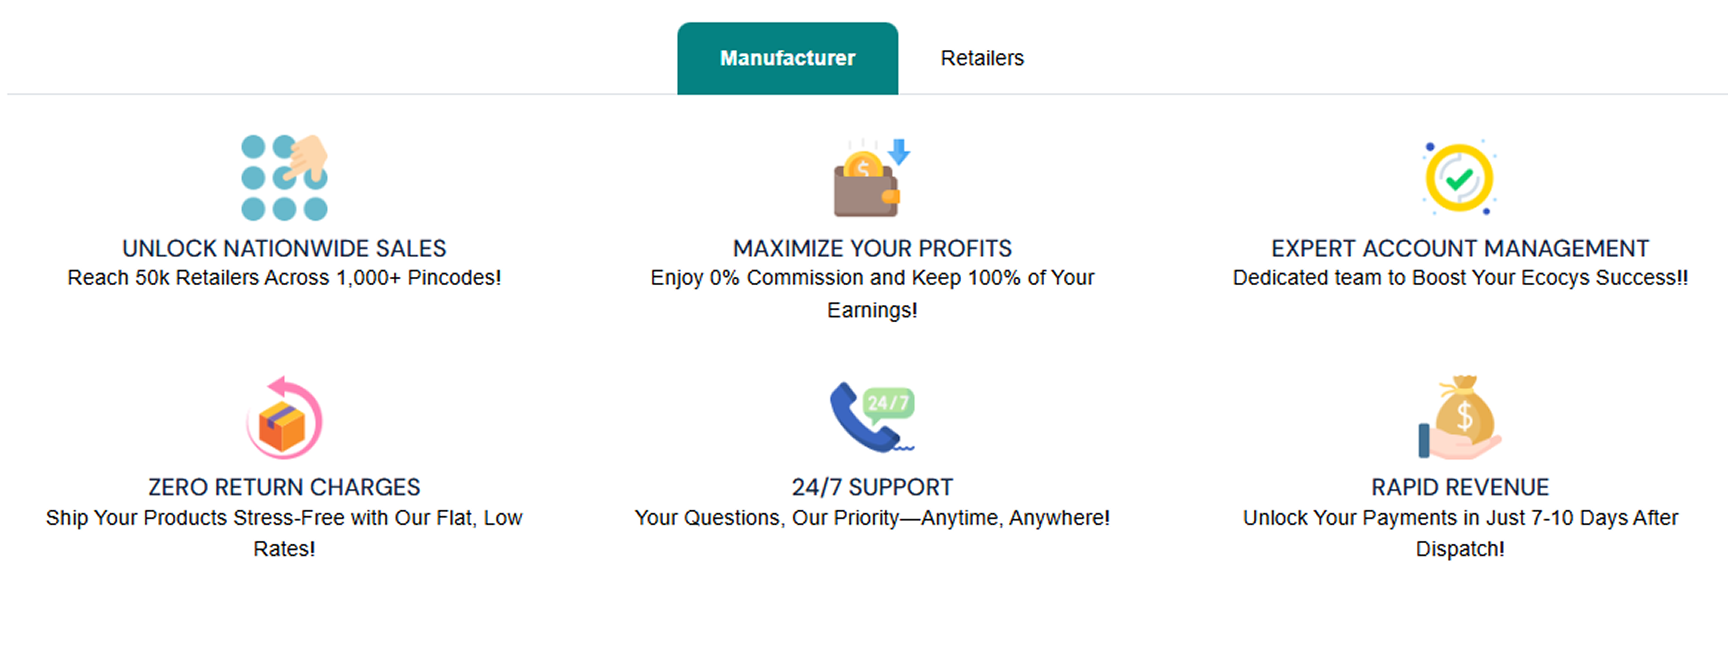 Manufacturer
Retailers
UNLOCK NATIONWIDE SALES
Reach 50k Retailers Across 1,000+ Pincodes!
$
MAXIMIZE YOUR PROFITS
Enjoy 0% Commission and Keep 100% of Your
Earnings!
EXPERT ACCOUNT MANAGEMENT
Dedicated team to Boost Your Ecocys Success!!
ZERO RETURN CHARGES
Ship Your Products Stress-Free with Our Flat, Low
Rates!
24/7
24/7 SUPPORT
Your Questions, Our Priority—Anytime, Anywhere!
$
RAPID REVENUE
Unlock Your Payments in Just 7-10 Days After
Dispatch!